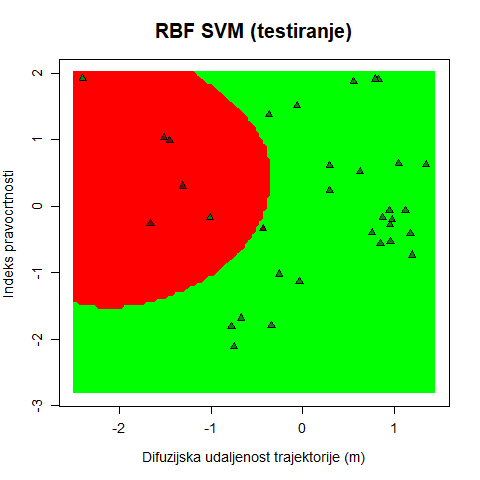 RBF SVM (testiranje)
Indeks pravocrtnosti
2
1
0
-1
-2
-3
-2 -1 0 1
Difuzijska udaljenost trajektorije (m)